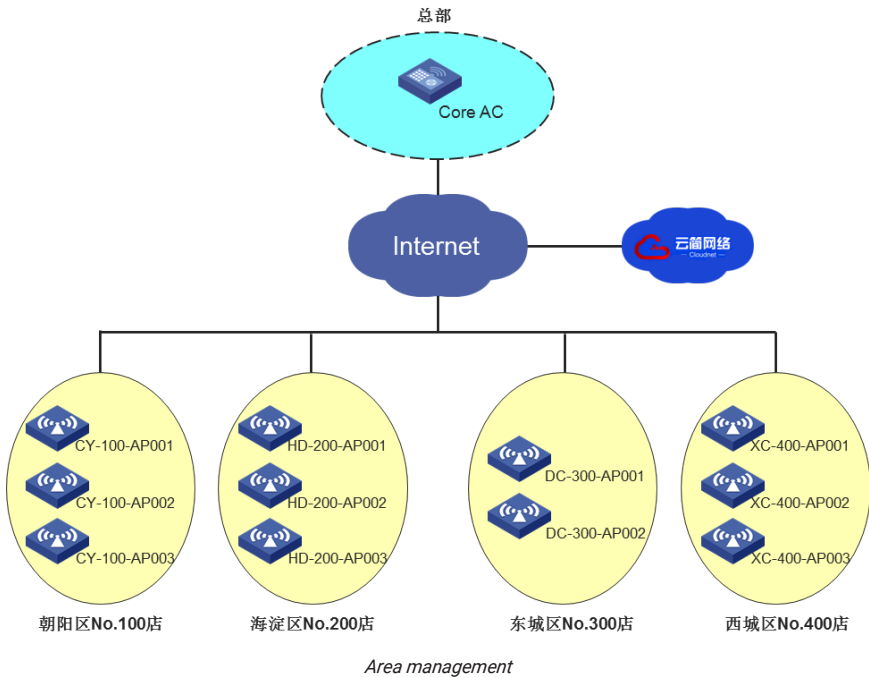 总部
Core AC
Internet
云简网络
Cloudnet
CY-100-AP001
CY-100-AP002
CY-100-AP003
HD-200-AP001
HD-200-AP002
HD-200-AP003
DC-300-AP001
DC-300-AP002
XC-400-AP001
XC-400-AP002
XC-400-AP003
朝阳区No.100店
海淀区No.200店
东城区No.300店
西城区No.400店
Area management